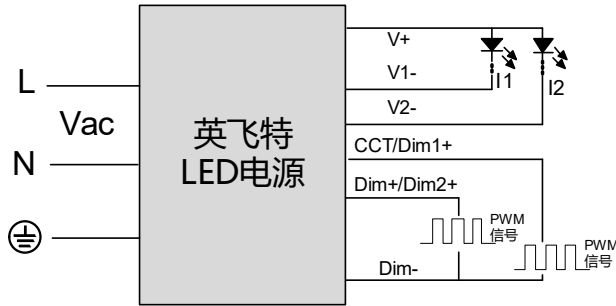 L
Vac
N
英飞特
LED电源
V+
V1-
I1
I2
V2-
CCT/Dim1+
Dim+/Dim2+
PWM
信号
PWM
信号
Dim-